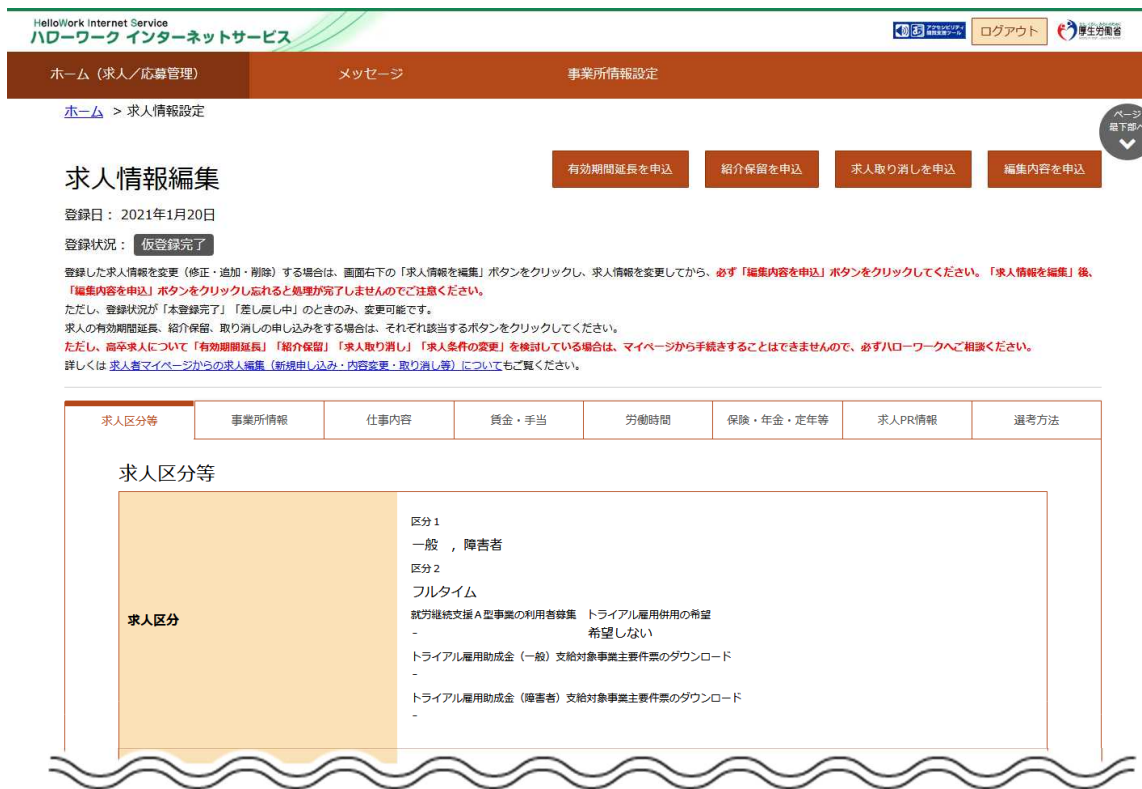 HelloWork Internet Service
ハローワーク インターネットサービス
ログアウト
厚生労働省
ホーム（求人／応募管理）
メッセージ
事業所情報設定
ホーム > 求人情報設定
ページ
最下部へ
求人情報編集
有効期間延長を申込
紹介保留を申込
求人取り消しを申込
編集内容を申込
登録日： 2021年1月20日
登録状況： 仮登録完了
登録した求人情報を変更（修正・追加・削除）する場合は、画面右下の「求人情報を編集」ボタンをクリックし、求人情報を変更してから、必ず「編集内容を申込」ボタンをクリックしてください。「求人情報を編集」後、
「編集内容を申込」ボタンをクリックし忘れると処理が完了しませんのでご注意ください。
ただし、登録状況が「本登録完了」「差し戻し中」のときのみ、変更可能です。
求人の有効期間延長、紹介保留、取り消しの申し込みをする場合は、それぞれ該当するボタンをクリックしてください。
ただし、高卒求人について「有効期間延長」「紹介保留」「求人取り消し」「求人条件の変更」を検討している場合は、マイページから手続きすることはできませんので、必ずハローワークへご相談ください。
詳しくは 求人者マイページからの求人編集（新規申し込み・内容変更・取り消し等）についてもご覧ください。
求人区分等
事業所情報
仕事内容
賃金・手当
労働時間
保険・年金・定年等
求人PR情報
選考方法
求人区分等
求人区分
区分１
一般 ，障害者
区分２
フルタイム
就労継続支援Ａ型事業の利用者募集 トライアル雇用併用の希望
- 希望しない
トライアル雇用助成金（一般）支給対象事業主要件票のダウンロード
-
トライアル雇用助成金（障害者）支給対象事業主要件票のダウンロード
-